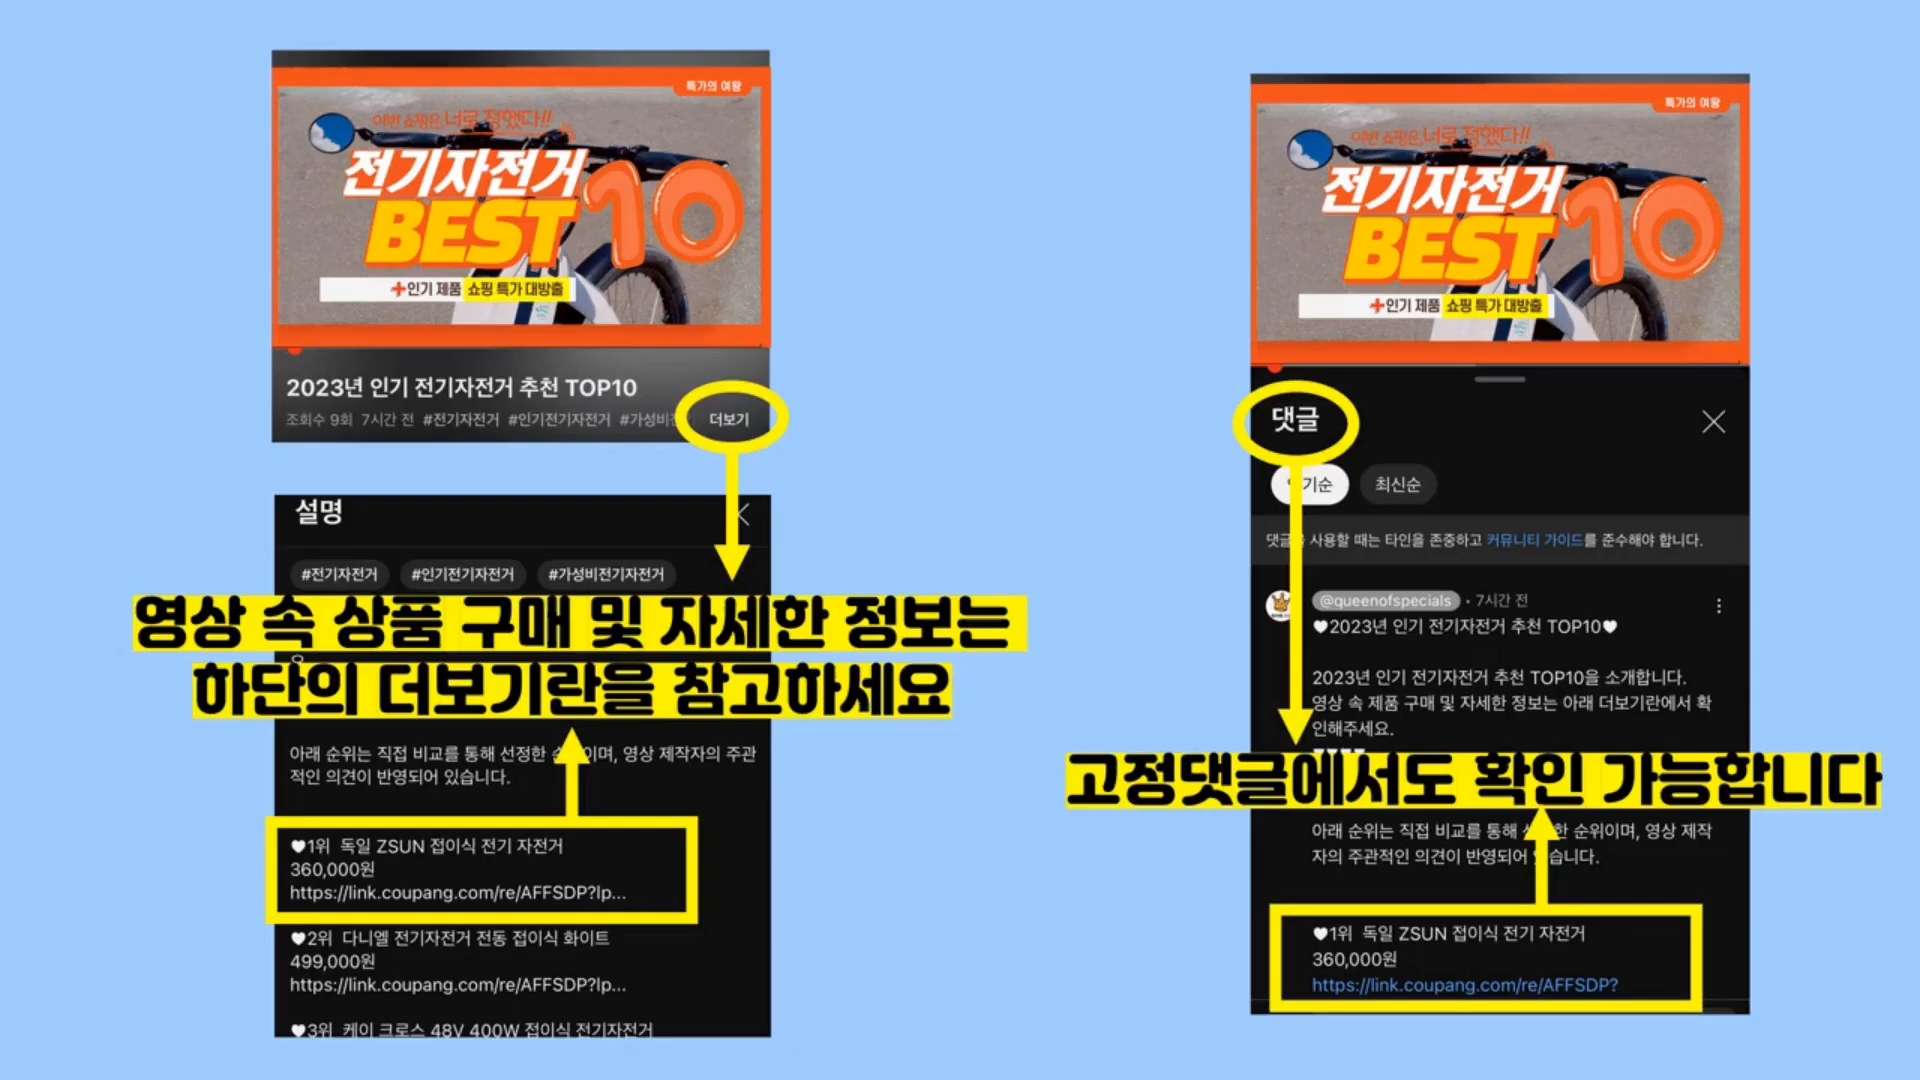 특가의 여왕
이번 쇼핑은 너로 정했다!!
전기자전거
BEST 10
+인기 제품 쇼핑 특가 대방출
2023년 인기 전기자전거 추천 TOP10
조회수 9회 7시간 전 #전기자전거 #인기전기자전거 #가성비전
더보기
설명
#전기자전거 #인기전기자전거 #가성비전기자전거
영상 속 상품 구매 및 자세한 정보는
하단의 더보기란을 참고하세요
아래 순위는 직접 비교를 통해 선정한 순위이며, 영상 제작자의 주관
적인 의견이 반영되어 있습니다.
♥1위 독일 ZSUN 접이식 전기 자전거
360,000원
https://link.coupang.com/re/AFFSDP?lp...
♥2위 다니엘 전기자전거 전동 접이식 화이트
499,000원
https://link.coupang.com/re/AFFSDP?lp...
♥3위 케이 크로스 48V 400W 접이식 전기자전거
특가의 여왕
이번 쇼핑은 너로 정했다!!
전기자전거
BEST 10
+인기 제품 쇼핑 특가 대방출
댓글
인기순 최신순
댓글을 사용할 때는 타인을 존중하고 커뮤니티 가이드를 준수해야 합니다.
@queenofspecials · 7시간 전
♥2023년 인기 전기자전거 추천 TOP10♥
2023년 인기 전기자전거 추천 TOP10을 소개합니다.
영상 속 제품 구매 및 자세한 정보는 아래 더보기란에서 확
인해주세요.
고정댓글에서도 확인 가능합니다
아래 순위는 직접 비교를 통해 선정한 순위이며, 영상 제작
자의 주관적인 의견이 반영되어 있습니다.
♥1위 독일 ZSUN 접이식 전기 자전거
360,000원
https://link.coupang.com/re/AFFSDP?